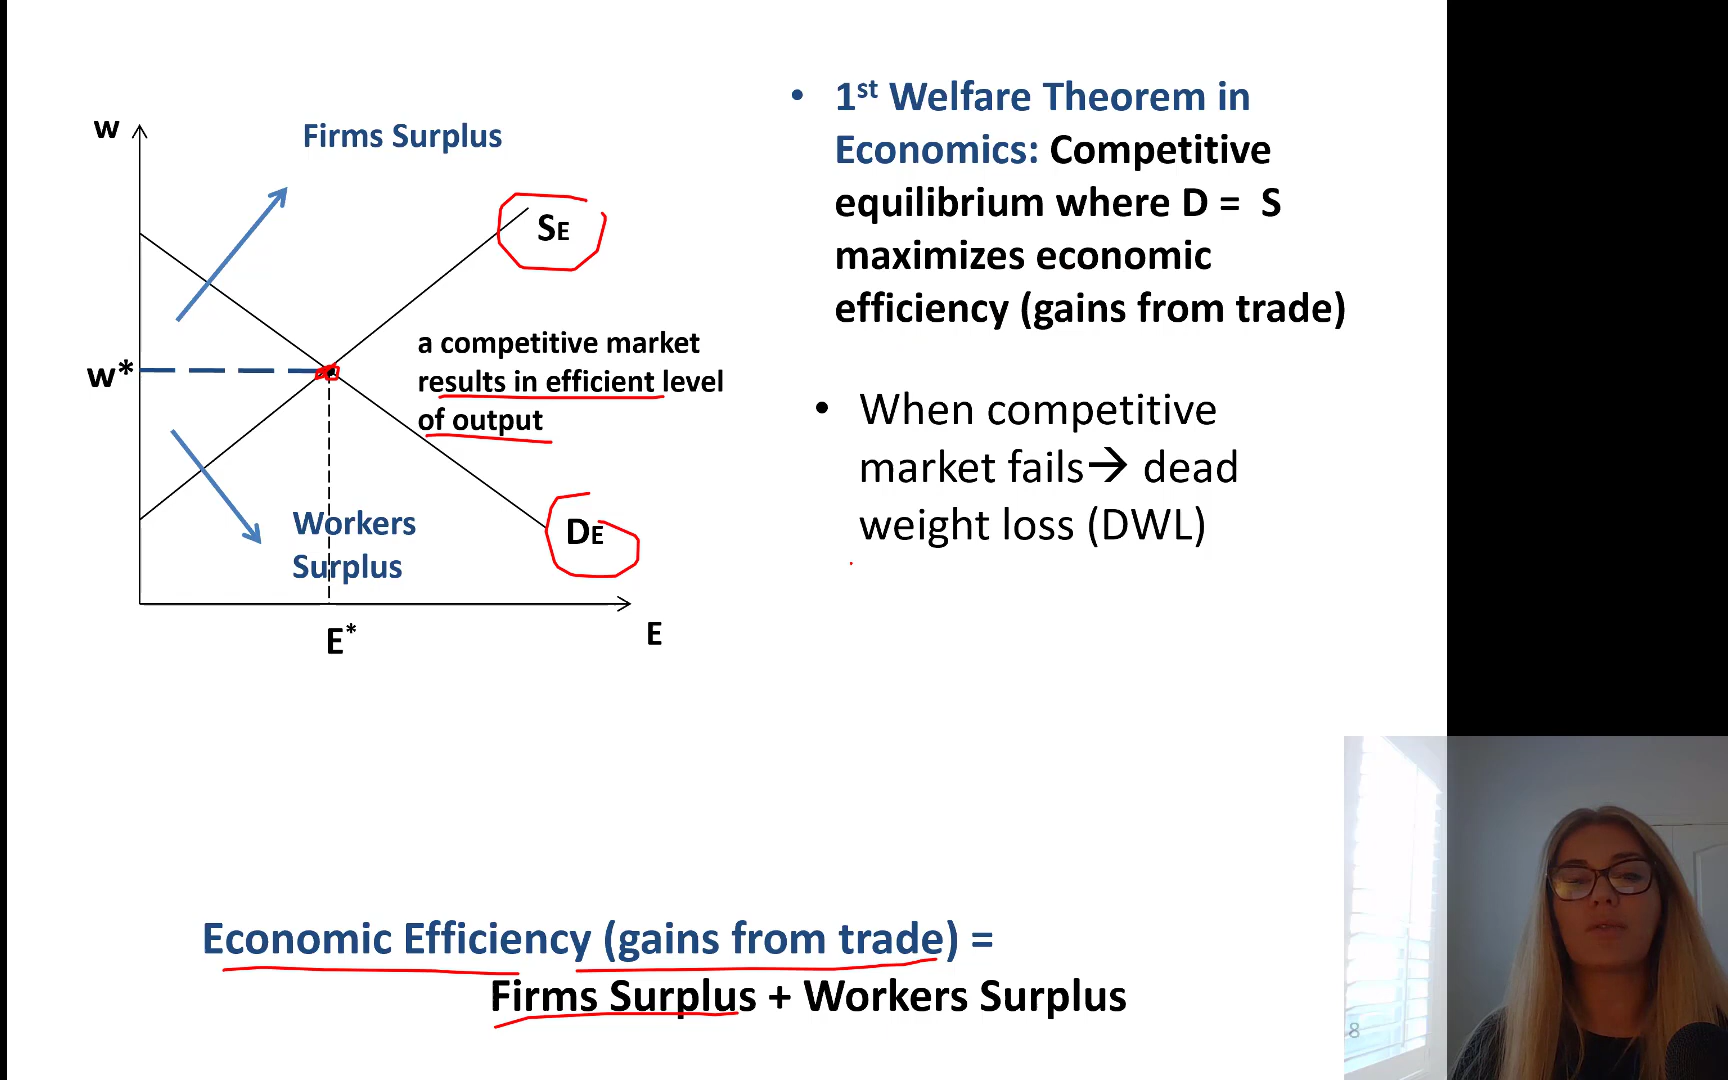 w
Firms Surplus
SE
w*
a competitive market
results in efficient level
of output
Workers
Surplus
DE
E*
E
• 1st Welfare Theorem in
Economics: Competitive
equilibrium where D = S
maximizes economic
efficiency (gains from trade)
• When competitive
market fails→ dead
weight loss (DWL)
Economic Efficiency (gains from trade) =
Firms Surplus + Workers Surplus
8